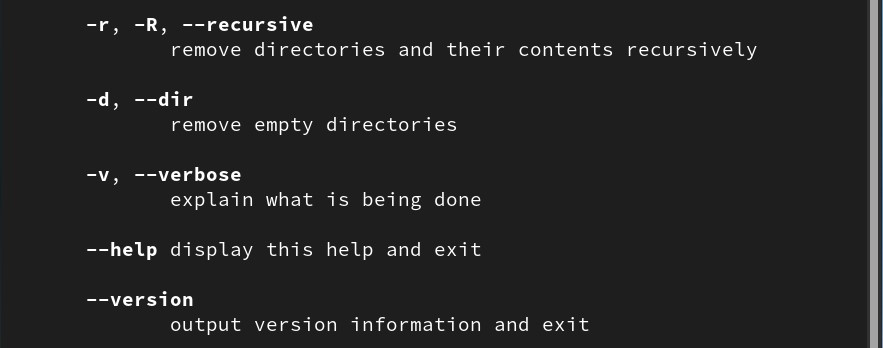 -r, -R, --recursive
remove directories and their contents recursively
-d, --dir
remove empty directories
-v, --verbose
explain what is being done
--help display this help and exit
--version
output version information and exit